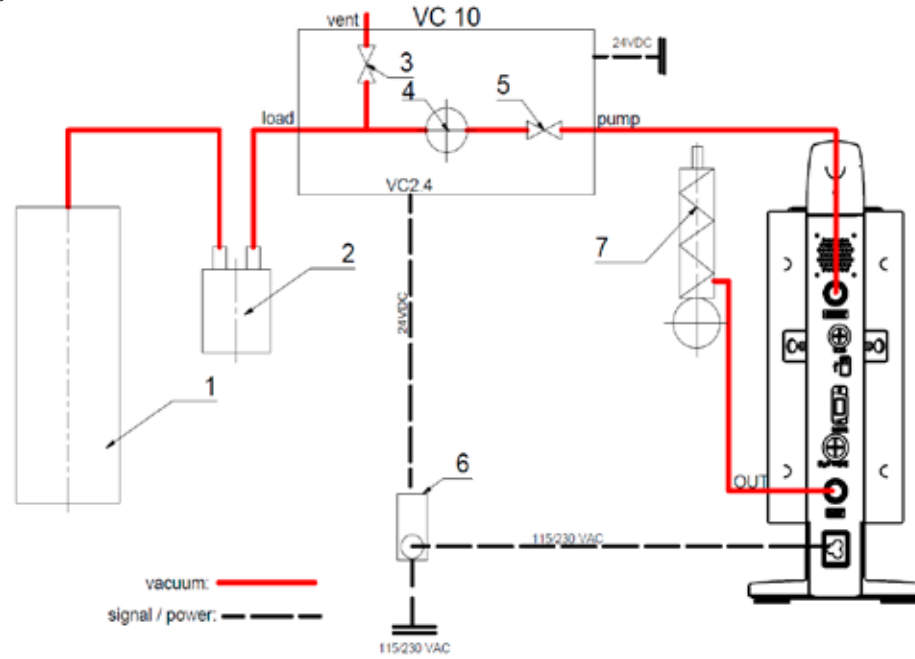 vent
VC 10
24VDC
3
4
5
load
pump
VC2.4
2
7
24VDC
1
6
OUT
115/230 VAC
vacuum:
signal / power:
115/230 VAC